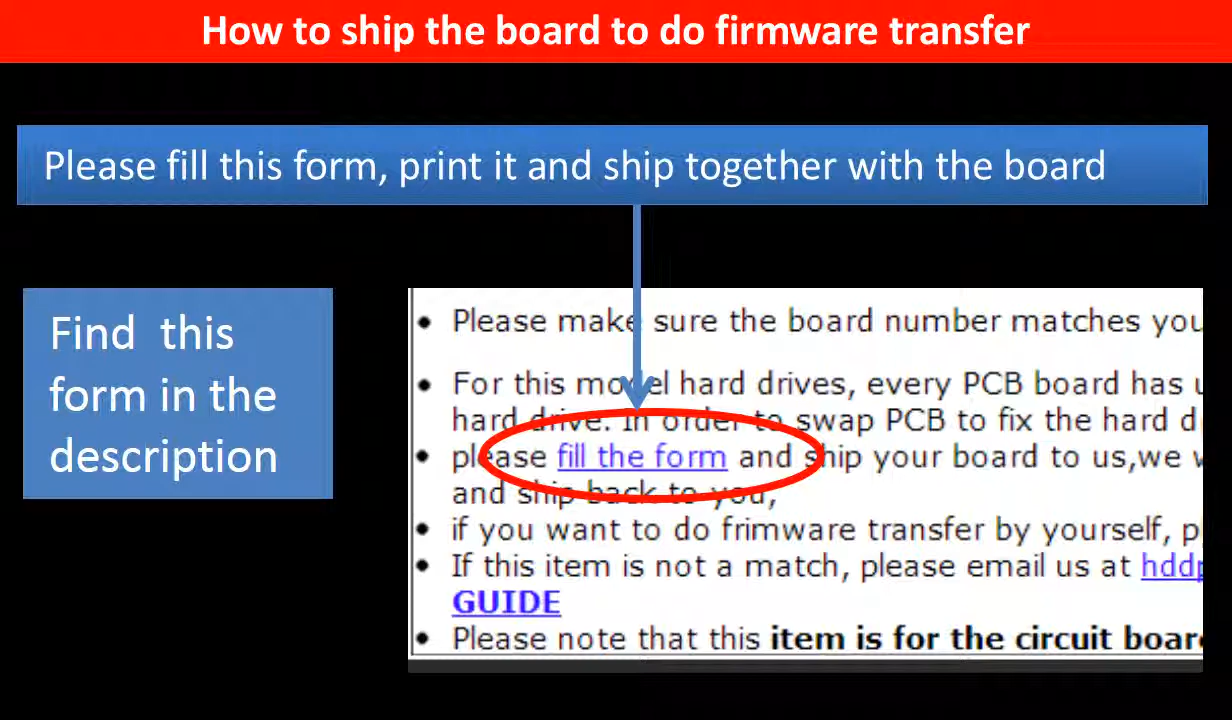 How to ship the board to do firmware transfer
Please fill this form, print it and ship together with the board
Find this
form in the
description
Please make sure the board number matches
For this model hard drives, every PCB board has
hard drive. In order to swap PCB to fix the hard
please fill the form and ship your board to us,we
and ship back to you,
if you want to do frimware transfer by yourself,
If this item is not a match, please email us at
GUIDE
Please note that this item is for the circuit